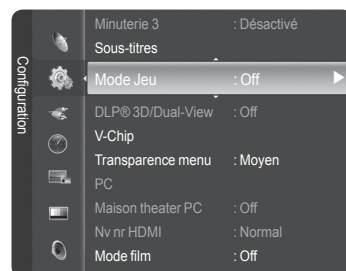 Configuration
Minuterie 3 : Désactivé
Sous-titres
Mode Jeu : Off
DLP® 3D/Dual-View : Off
V-Chip
Transparence menu : Moyen
PC
Maison theater PC : Off
Nv nr HDMI : Normal
Mode film : Off